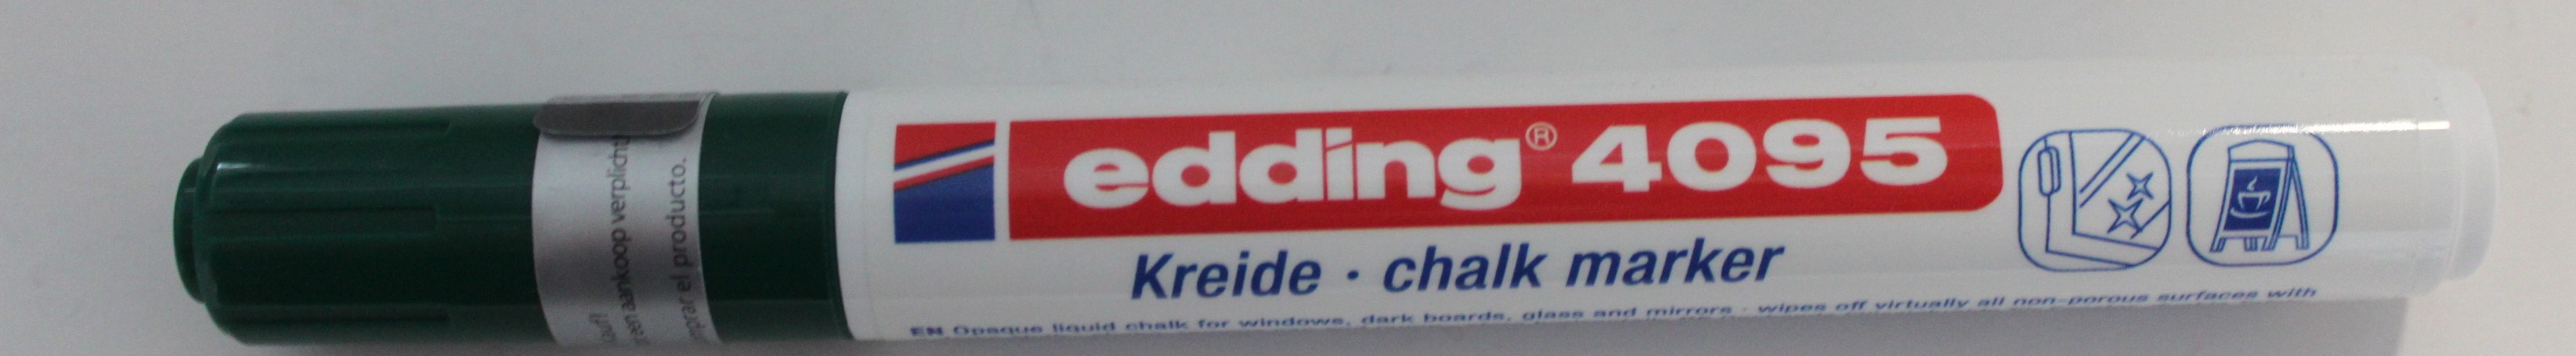 edding® 4095
Kreide · chalk marker
EN Opaque liquid chalk for windows, dark boards, glass and mirrors · wipes off virtually all non-porous surfaces with
een aankoop verplicht
el producto.